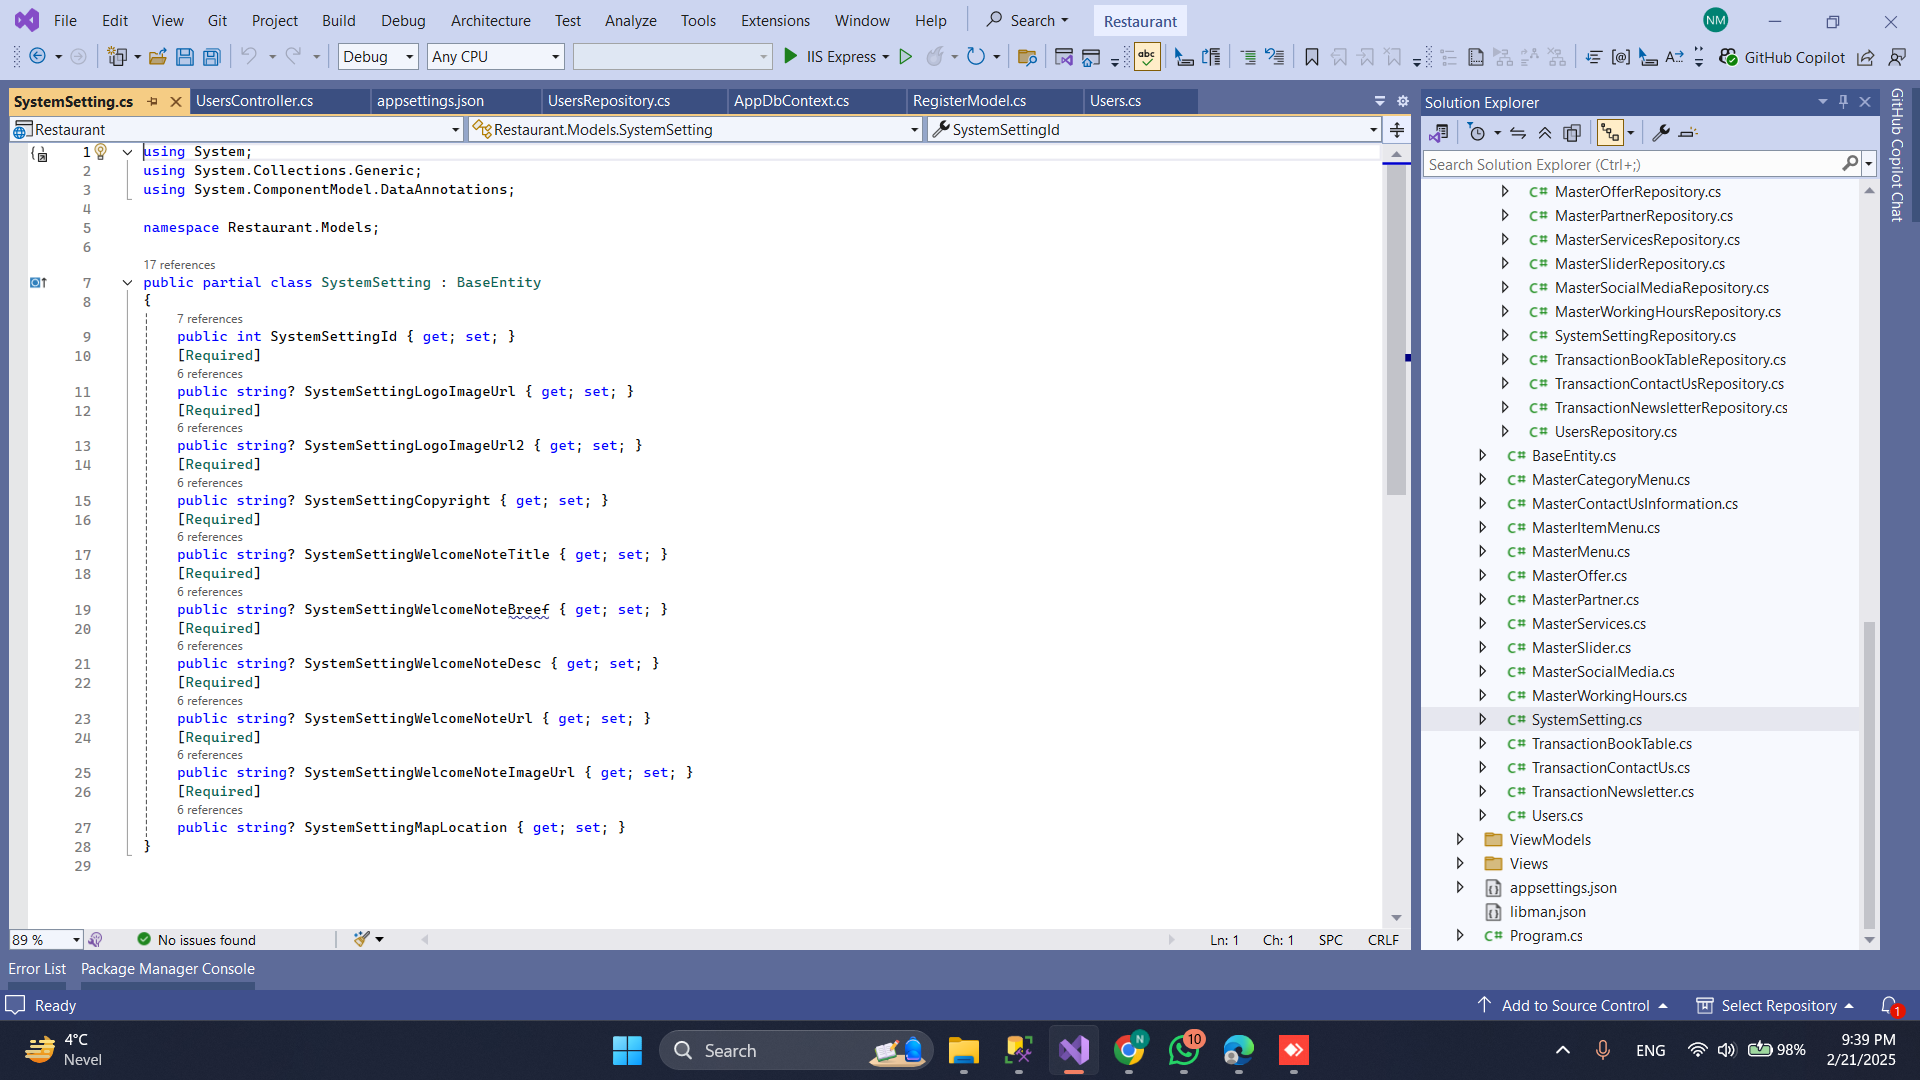 File Edit View Git Project Build Debug Architecture Test Analyze Tools Extensions Window Help Search Restaurant NM
Debug Any CPU IIS Express abc GitHub Copilot
SystemSetting.cs UsersController.cs appsettings.json UsersRepository.cs AppDbContext.cs RegisterModel.cs Users.cs
Restaurant Restaurant.Models.SystemSetting SystemSettingId
1 using System;
2 using System.Collections.Generic;
3 using System.ComponentModel.DataAnnotations;
4
5 namespace Restaurant.Models;
6
17 references
7 public partial class SystemSetting : BaseEntity
8 {
7 references
9 public int SystemSettingId { get; set; }
10 [Required]
6 references
11 public string? SystemSettingLogoImageUrl { get; set; }
12 [Required]
6 references
13 public string? SystemSettingLogoImageUrl2 { get; set; }
14 [Required]
6 references
15 public string? SystemSettingCopyright { get; set; }
16 [Required]
6 references
17 public string? SystemSettingWelcomeNoteTitle { get; set; }
18 [Required]
6 references
19 public string? SystemSettingWelcomeNoteBreef { get; set; }
20 [Required]
6 references
21 public string? SystemSettingWelcomeNoteDesc { get; set; }
22 [Required]
6 references
23 public string? SystemSettingWelcomeNoteUrl { get; set; }
24 [Required]
6 references
25 public string? SystemSettingWelcomeNoteImageUrl { get; set; }
26 [Required]
6 references
27 public string? SystemSettingMapLocation { get; set; }
28 }
29
89 % No issues found Ln: 1 Ch: 1 SPC CRLF
Solution Explorer
Search Solution Explorer (Ctrl+;)
C# MasterOfferRepository.cs
C# MasterPartnerRepository.cs
C# MasterServicesRepository.cs
C# MasterSliderRepository.cs
C# MasterSocialMediaRepository.cs
C# MasterWorkingHoursRepository.cs
C# SystemSettingRepository.cs
C# TransactionBookTableRepository.cs
C# TransactionContactUsRepository.cs
C# TransactionNewsletterRepository.cs
C# UsersRepository.cs
C# BaseEntity.cs
C# MasterCategoryMenu.cs
C# MasterContactUsInformation.cs
C# MasterItemMenu.cs
C# MasterMenu.cs
C# MasterOffer.cs
C# MasterPartner.cs
C# MasterServices.cs
C# MasterSlider.cs
C# MasterSocialMedia.cs
C# MasterWorkingHours.cs
C# SystemSetting.cs
C# TransactionBookTable.cs
C# TransactionContactUs.cs
C# TransactionNewsletter.cs
C# Users.cs
ViewModels
Views
appsettings.json
libman.json
C# Program.cs
GitHub Copilot Chat
Error List Package Manager Console
Ready Add to Source Control Select Repository 1
4°C
Nevel
Search N 10 ENG 98%
9:39 PM
2/21/2025